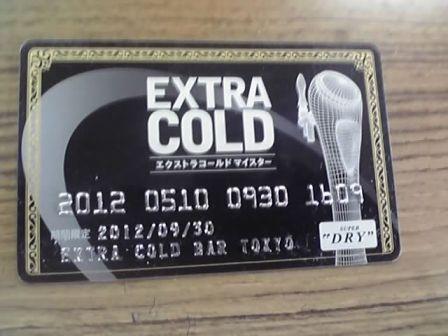 EXTRA
COLD
エクストラコールド マイスター
2012 0510 0930 1609
期間限定 2012/09/30
EXTRA COLD BAR TOKYO
SUPER
"DRY"